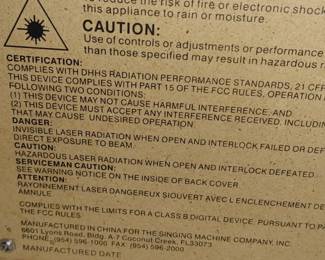 to reduce the risk of fire or electronic shock
this appliance to rain or moisture.
CAUTION:
Use of controls or adjustments or performance
than those specified may result in hazardous r
CERTIFICATION:
COMPLIES WITH DHHS RADIATION PERFORMANCE STANDARDS, 21 CFR
THIS DEVICE COMPLIES WITH PART 15 OF THE FCC RULES, OPERATION
FOLLOWING TWO CONDITIONS:
(1) THIS DEVICE MAY NOT CAUSE HARMFUL INTERFERENCE, AND
(2) THIS DEVICE MUST ACCEPT ANY INTERFERENCE RECEIVED, INCLUDIN
THAT MAY CAUSE UNDESIRED OPERATION.
DANGER:
INVISIBLE LASER RADIATION WHEN OPEN AND INTERLOCK FAILED OR DEF
DIRECT EXPOSURE TO BEAM.
CAUTION:
HAZARDOUS LASER RADIATION WHEN OPEN AND INTERLOCK DEFEATED.
SERVICEMAN CAUTION:
SEE WARNING NOTICE ON THE INSIDE OF BACK COVER
ATTENTION:
RAYONNEMENT LASER DANGEREUX SIOUVERT AVEC L ENCLENCHEMENT DE
AMNULE
COMPLIES WITH THE LIMITS FOR A CLASS B DIGITAL DEVICE. PURSUANT TO PA
THE FCC RULES
MANUFACTURED IN CHINA FOR THE SINGING MACHINE COMPANY, INC.
6601 Lyons Road. Bldg. A-7 Coconut Creek, FL33073
PHONE (954) 596-1000 FAX (954) 596-2000
MANUFACTURED DATE